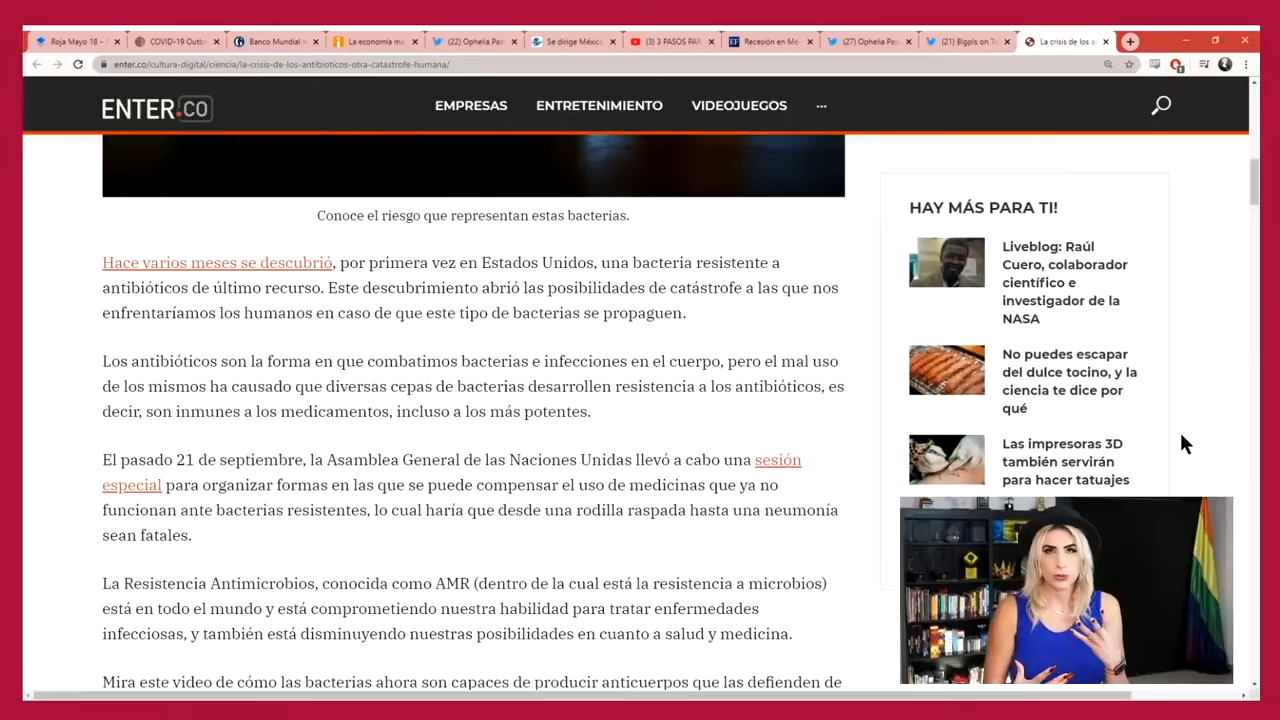 Roja Mayo 18 –
COVID-19 Outb
Banco Mundial
La economía m
(22) Ophelia Pas
Se dirige Méxic
(3) 3 PASOS PAR
Recesión en Mé
(27) Ophelia Pas
(21) Bigpls on T
La crisis de los a
enter.co/cultura-digital/ciencia/la-crisis-de-los-antibioticos-otra-catastrofe-humana/
ENTER.CO
EMPRESAS
ENTRETENIMIENTO
VIDEOJUEGOS
...
Conoce el riesgo que representan estas bacterias.
Hace varios meses se descubrió, por primera vez en Estados Unidos, una bacteria resistente a
antibióticos de último recurso. Este descubrimiento abrió las posibilidades de catástrofe a las que nos
enfrentaríamos los humanos en caso de que este tipo de bacterias se propaguen.
Los antibióticos son la forma en que combatimos bacterias e infecciones en el cuerpo, pero el mal uso
de los mismos ha causado que diversas cepas de bacterias desarrollen resistencia a los antibióticos, es
decir, son inmunes a los medicamentos, incluso a los más potentes.
El pasado 21 de septiembre, la Asamblea General de las Naciones Unidas llevó a cabo una sesión
especial para organizar formas en las que se puede compensar el uso de medicinas que ya no
funcionan ante bacterias resistentes, lo cual haría que desde una rodilla raspada hasta una neumonía
sean fatales.
La Resistencia Antimicrobios, conocida como AMR (dentro de la cual está la resistencia a microbios)
está en todo el mundo y está comprometiendo nuestra habilidad para tratar enfermedades
infecciosas, y también está disminuyendo nuestras posibilidades en cuanto a salud y medicina.
Mira este video de cómo las bacterias ahora son capaces de producir anticuerpos que las defienden de
HAY MÁS PARA TI!
Liveblog: Raúl
Cuero, colaborador
científico e
investigador de la
NASA
No puedes escapar
del dulce tocino, y la
ciencia te dice por
qué
Las impresoras 3D
también servirán
para hacer tatuajes